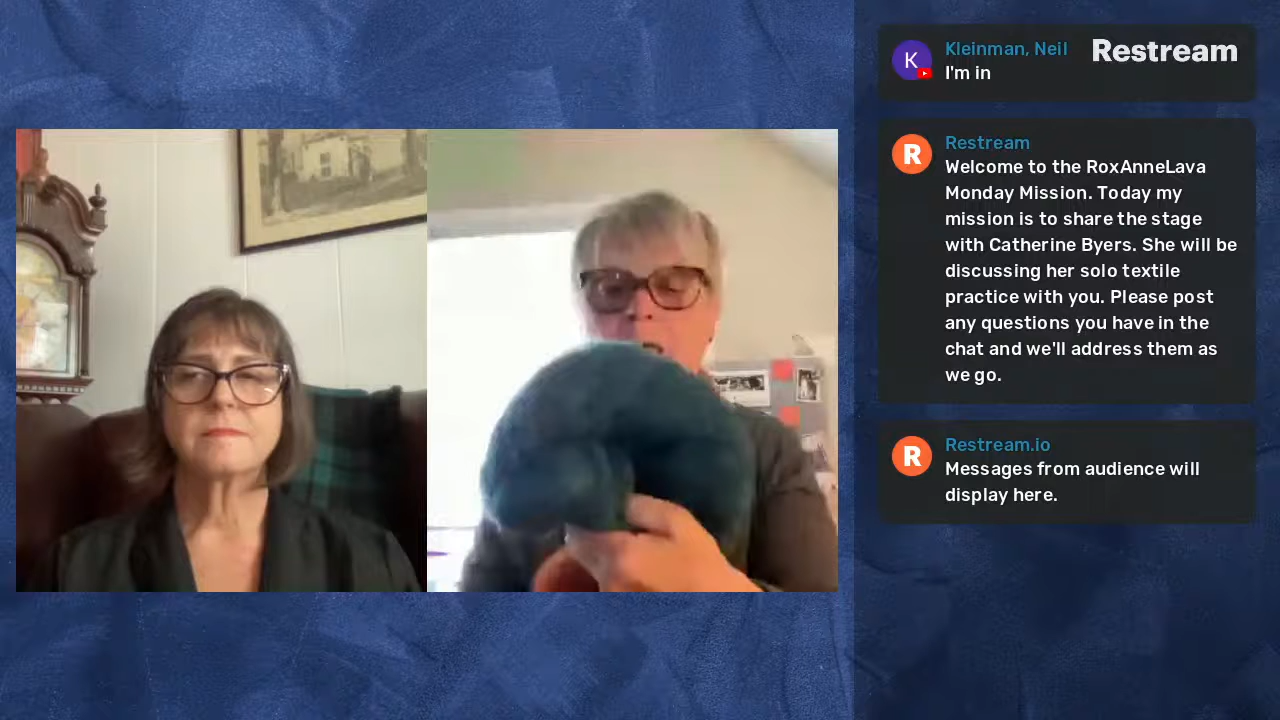 Kleinman, Neil
I'm in
Restream
K
R
Restream
Welcome to the RoxAnneLava
Monday Mission. Today my
mission is to share the stage
with Catherine Byers. She will be
discussing her solo textile
practice with you. Please post
any questions you have in the
chat and we'll address them as
we go.
R
Restream.io
Messages from audience will
display here.